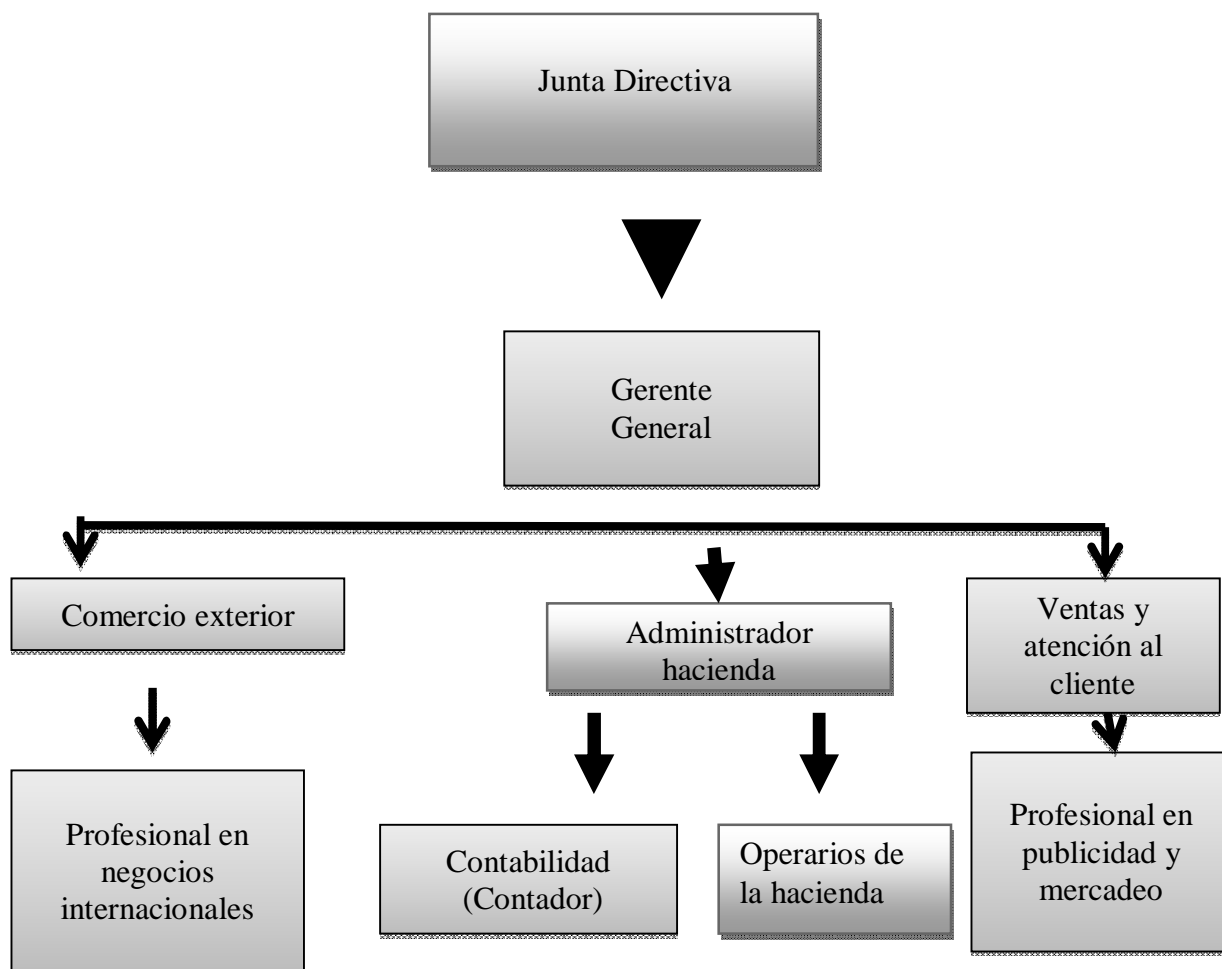 Junta Directiva
Gerente
General
Comercio exterior
Administrador
hacienda
Ventas y
atención al
cliente
Profesional en
negocios
internacionales
Contabilidad
(Contador)
Operarios de
la hacienda
Profesional en
publicidad y
mercadeo